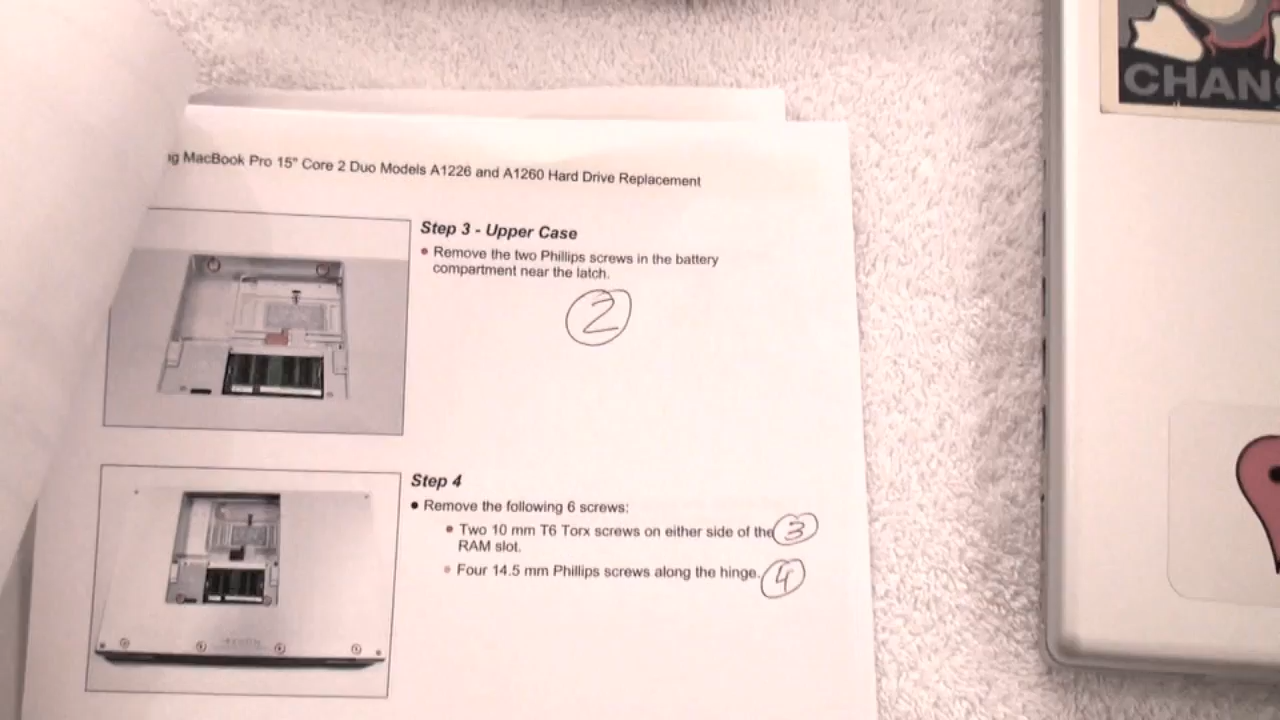 MacBook Pro 15" Core 2 Duo Models A1226 and A1260 Hard Drive Replacement
Step 3 - Upper Case
Remove the two Phillips screws in the battery
compartment near the latch.
2
Step 4
Remove the following 6 screws:
Two 10 mm T6 Torx screws on either side of the 3
RAM slot.
Four 14.5 mm Phillips screws along the hinge. 4
CHANG